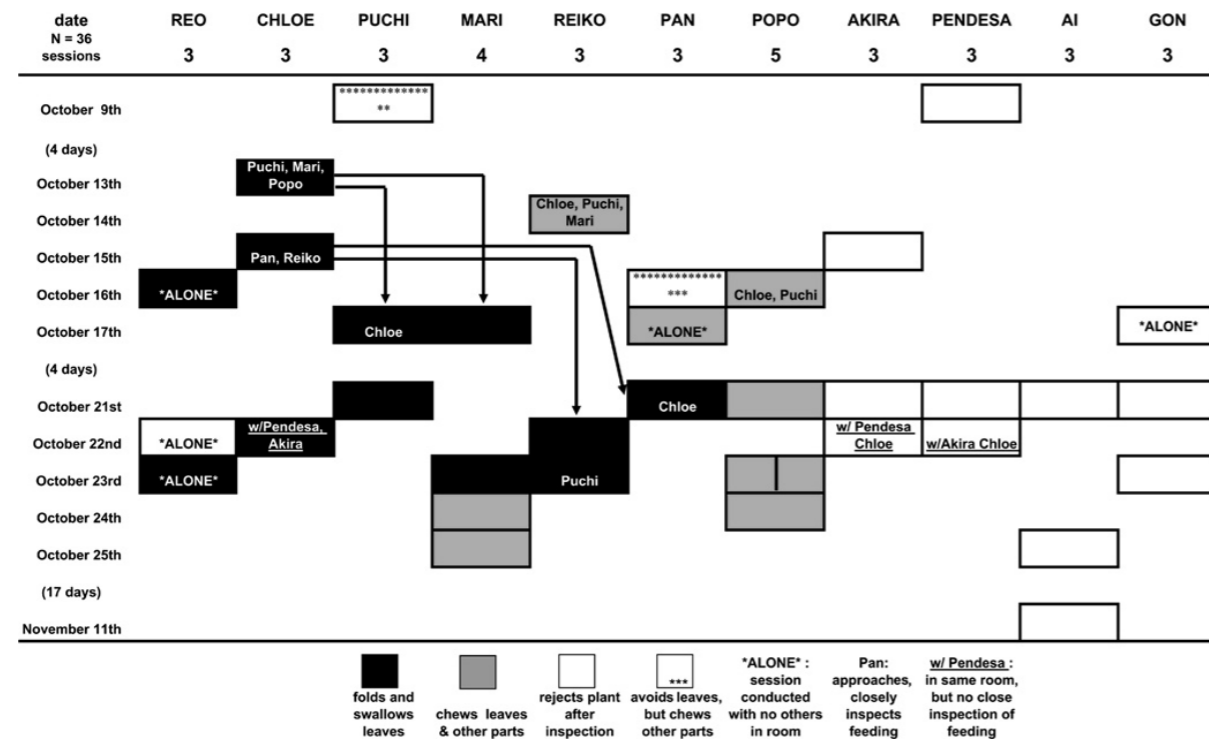 date REO CHLOE PUCHI MARI REIKO PAN POPO AKIRA PENDESA AI GON
N = 36
sessions 3 3 3 4 3 3 5 3 3 3 3
October 9th *************
**
(4 days)
October 13th Puchi, Mari,
Popo
October 14th Chloe, Puchi,
Mari
October 15th Pan, Reiko
October 16th *ALONE* *************
*** Chloe, Puchi
October 17th Chloe *ALONE* *ALONE*
(4 days)
October 21st Chloe
October 22nd *ALONE* w/Pendesa,
Akira w/ Pendesa
Chloe w/Akira Chloe
October 23rd *ALONE* Puchi
October 24th
October 25th
(17 days)
November 11th
folds and
swallows
leaves
chews leaves
& other parts
rejects plant
after
inspection
***
avoids leaves,
but chews
other parts
*ALONE* :
session
conducted
with no others
in room
Pan:
approaches,
closely
inspects
feeding
w/ Pendesa :
in same room,
but no close
inspection of
feeding